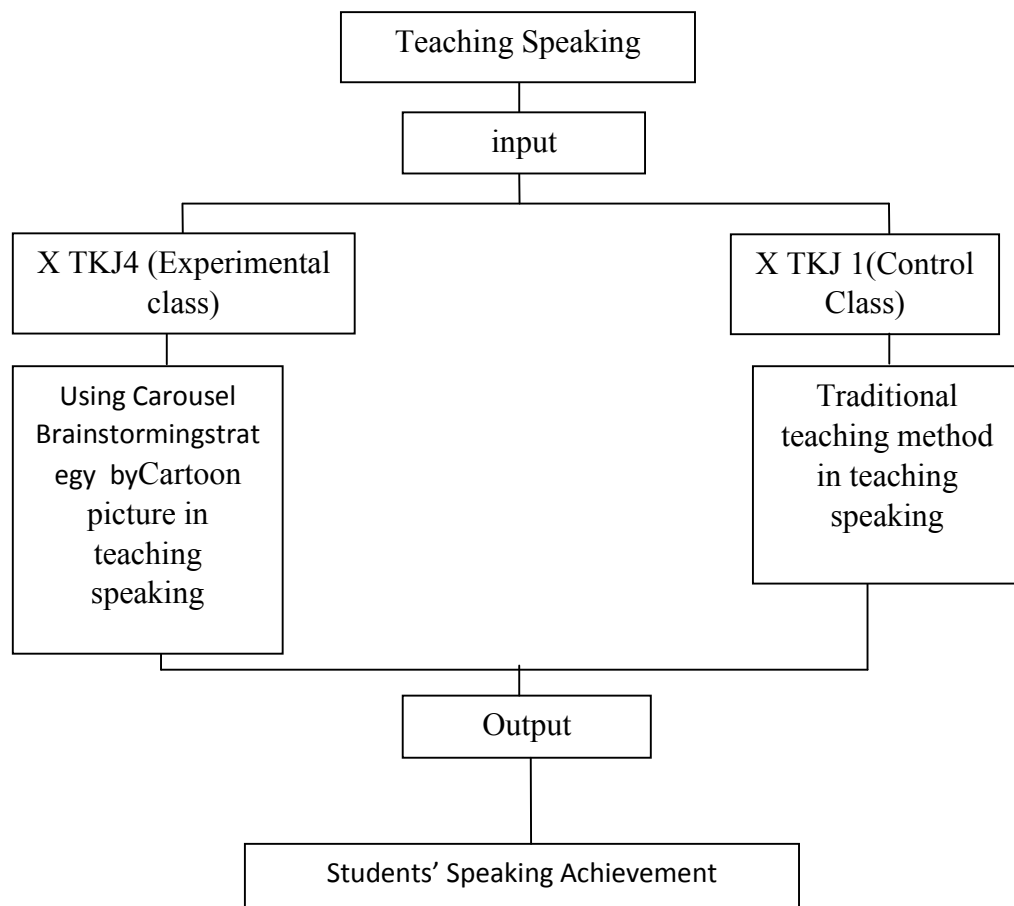 Teaching Speaking
input
X TKJ4 (Experimental
class)
X TKJ 1(Control
Class)
Using Carousel
Brainstormingstrat
egy  byCartoon
picture in
teaching
speaking
Traditional
teaching method
in teaching
speaking
Output
Students’ Speaking Achievement